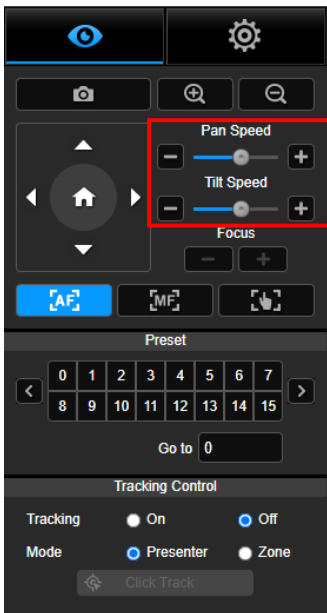 Pan Speed
Tilt Speed
Focus
[AF] [MF]
Preset
0 1 2 3 4 5 6 7
8 9 10 11 12 13 14 15
Go to 0
Tracking Control
Tracking On Off
Mode Presenter Zone
Click Track